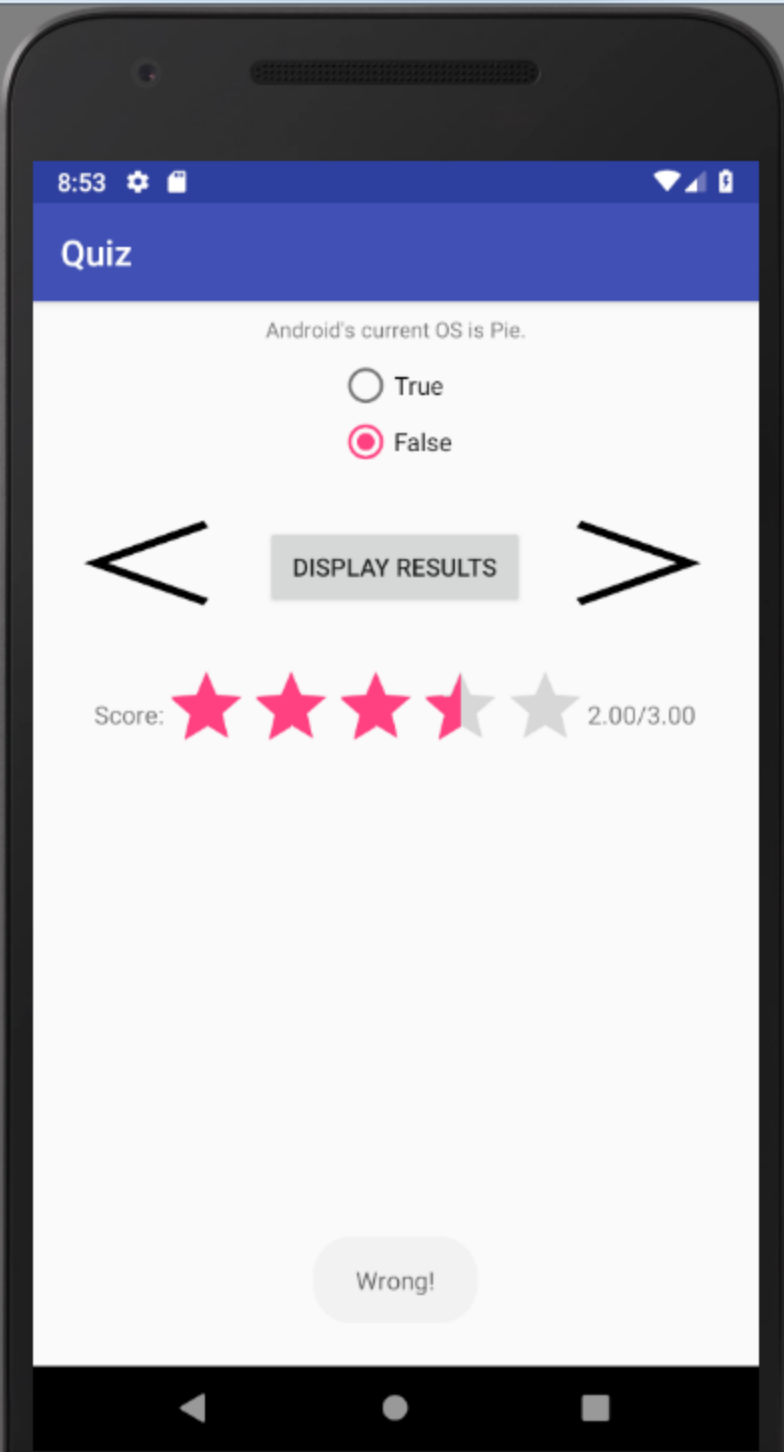 8:53
Quiz
Android's current OS is Pie.
True
False
DISPLAY RESULTS
Score: 2.00/3.00
Wrong!